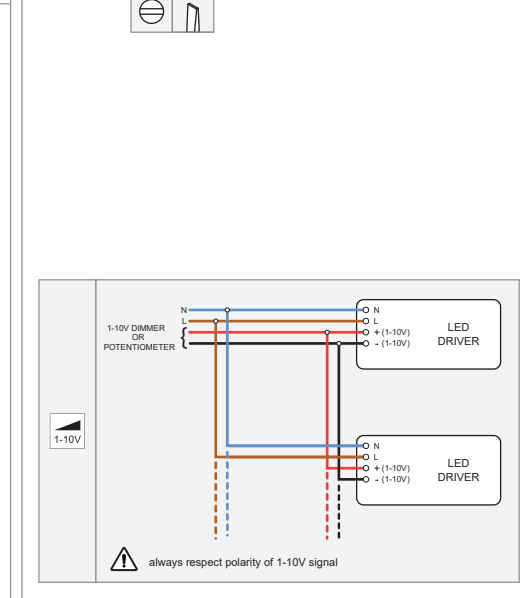 N
L
1-10V DIMMER
OR
POTENTIOMETER
N
L
+ (1-10V)
- (1-10V)
LED
DRIVER
1-10V
N
L
+ (1-10V)
- (1-10V)
LED
DRIVER
always respect polarity of 1-10V signal